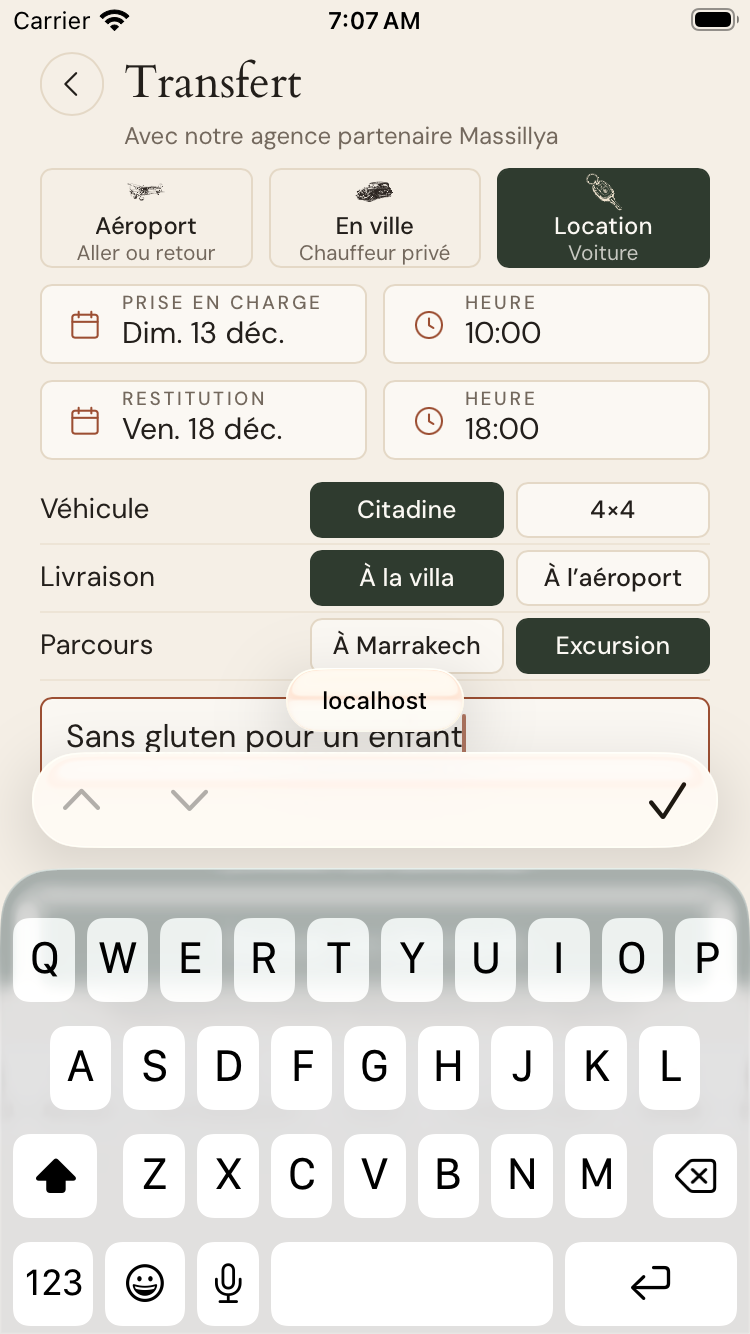 Carrier 7:07 AM
Transfert
Avec notre agence partenaire Massillya
Aéroport
Aller ou retour
En ville
Chauffeur privé
Location
Voiture
PRISE EN CHARGE
Dim. 13 déc.
HEURE
10:00
RESTITUTION
Ven. 18 déc.
HEURE
18:00
Véhicule Citadine 4×4
Livraison À la villa À l’aéroport
Parcours À Marrakech Excursion
localhost
Sans gluten pour un enfant
Q W E R T Y U I O P
A S D F G H J K L
Z X C V B N M
123